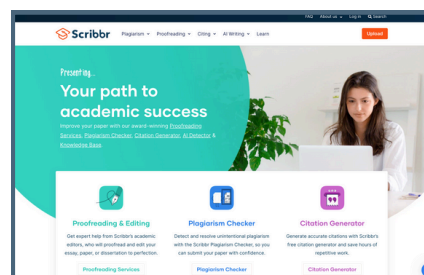 FAQ About us Log in Search
Scribbr Plagiarism Proofreading Citing AI Writing Learn Upload
Presenting...
Your path to
academic success
Improve your paper with our award-winning Proofreading
Services, Plagiarism Checker, Citation Generator, AI Detector &
Knowledge Base.
Proofreading & Editing
Get expert help from Scribbr's academic
editors, who will proofread and edit your
essay, paper, or dissertation to perfection.
Proofreading Services
Plagiarism Checker
Detect and resolve unintentional plagiarism
with the Scribbr Plagiarism Checker, so you
can submit your paper with confidence.
Plagiarism Checker
Citation Generator
Generate accurate citations with Scribbr's
free citation generator and save hours of
repetitive work.
Citation Generator